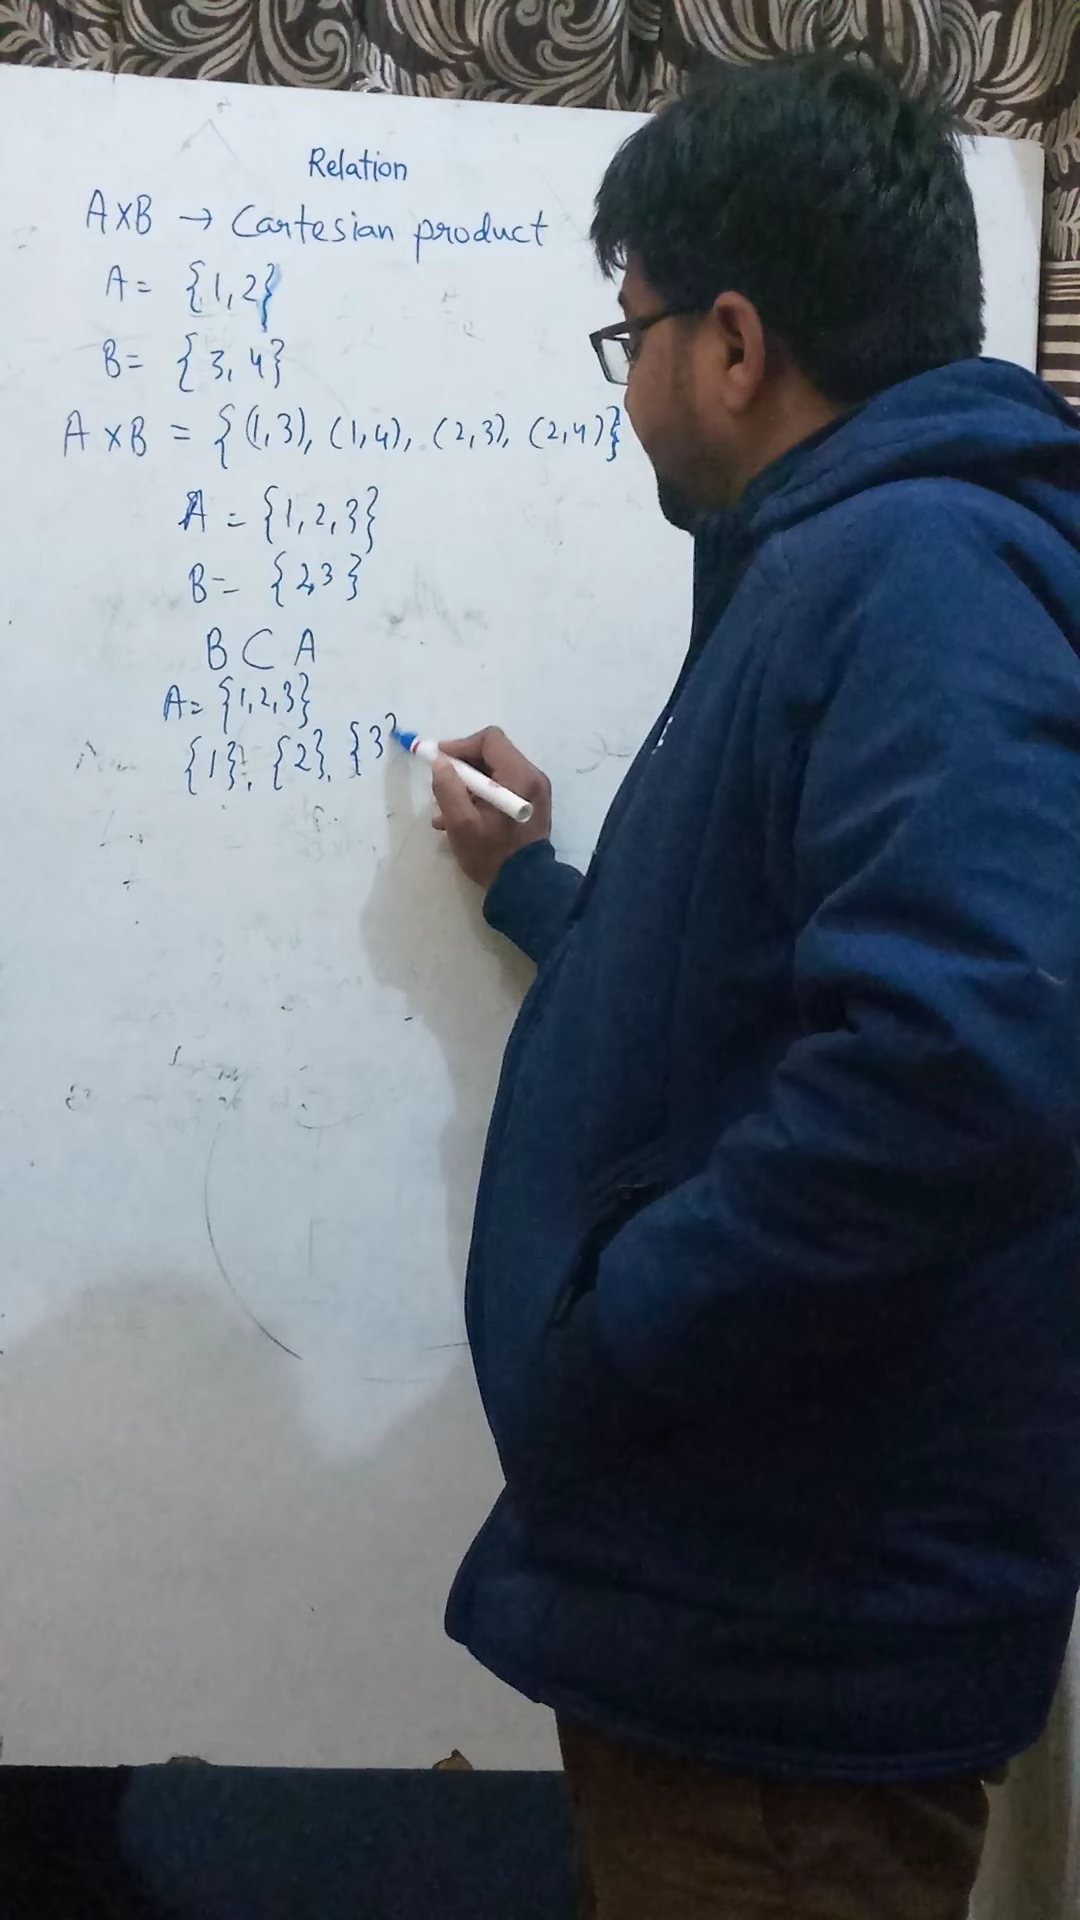 Relation
A×B → Cartesian product
A = {1,2}
B = {3,4}
A×B = {(1,3), (1,4), (2,3), (2,4)}
A = {1,2,3}
B = {2,3}
B ⊂ A
A = {1,2,3}
{1}, {2}, {3}